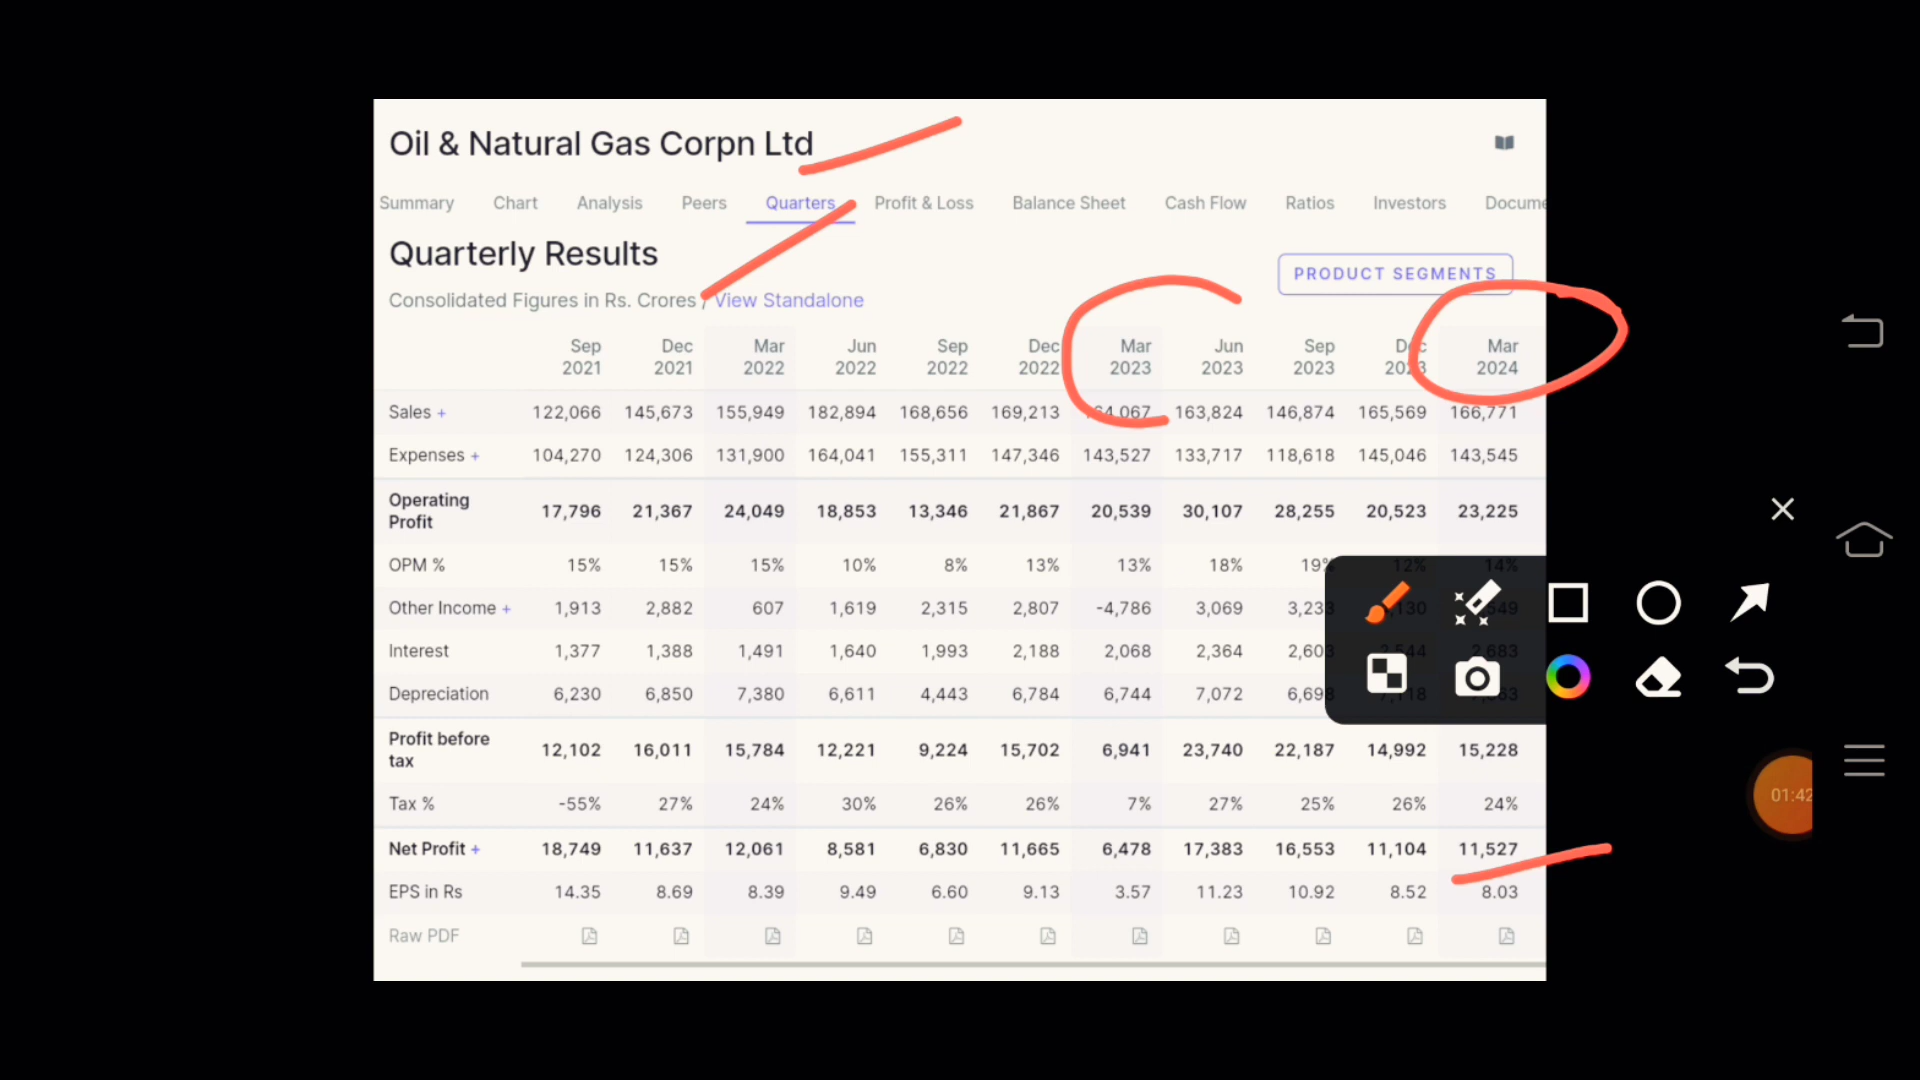 Oil & Natural Gas Corpn Ltd
Summary Chart Analysis Peers Quarters Profit & Loss Balance Sheet Cash Flow Ratios Investors Docume
Quarterly Results
PRODUCT SEGMENTS
Consolidated Figures in Rs. Crores / View Standalone
Sep Dec Mar Jun Sep Dec Mar Jun Sep Dec Mar
2021 2021 2022 2022 2022 2022 2023 2023 2023 2023 2024
Sales + 122,066 145,673 155,949 182,894 168,656 169,213 164,067 163,824 146,874 165,569 166,771
Expenses + 104,270 124,306 131,900 164,041 155,311 147,346 143,527 133,717 118,618 145,046 143,545
Operating Profit 17,796 21,367 24,049 18,853 13,346 21,867 20,539 30,107 28,255 20,523 23,225
OPM % 15% 15% 15% 10% 8% 13% 13% 18% 19% 12% 14%
Other Income + 1,913 2,882 607 1,619 2,315 2,807 -4,786 3,069
Interest 1,377 1,388 1,491 1,640 1,993 2,188 2,068 2,364 2,683
Depreciation 6,230 6,850 7,380 6,611 4,443 6,784 6,744 7,072
Profit before tax 12,102 16,011 15,784 12,221 9,224 15,702 6,941 23,740 22,187 14,992 15,228
Tax % -55% 27% 24% 30% 26% 26% 7% 27% 25% 26% 24%
Net Profit + 18,749 11,637 12,061 8,581 6,830 11,665 6,478 17,383 16,553 11,104 11,527
EPS in Rs 14.35 8.69 8.39 9.49 6.60 9.13 3.57 11.23 10.92 8.52 8.03
Raw PDF
01:42